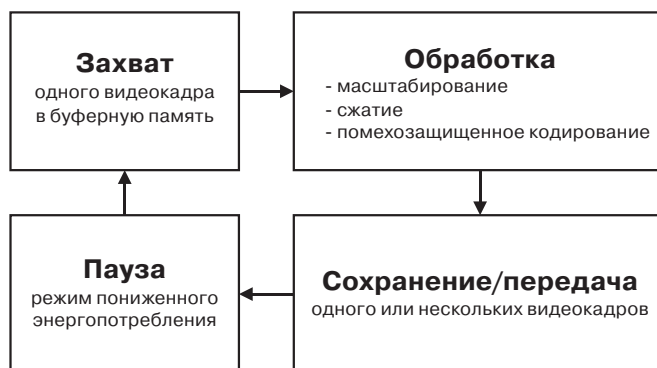 Захват
одного видеокадра
в буферную память
Обработка
- масштабирование
- сжатие
- помехозащищенное кодирование
Пауза
режим пониженного
энергопотребления
Сохранение/передача
одного или нескольких видеокадров